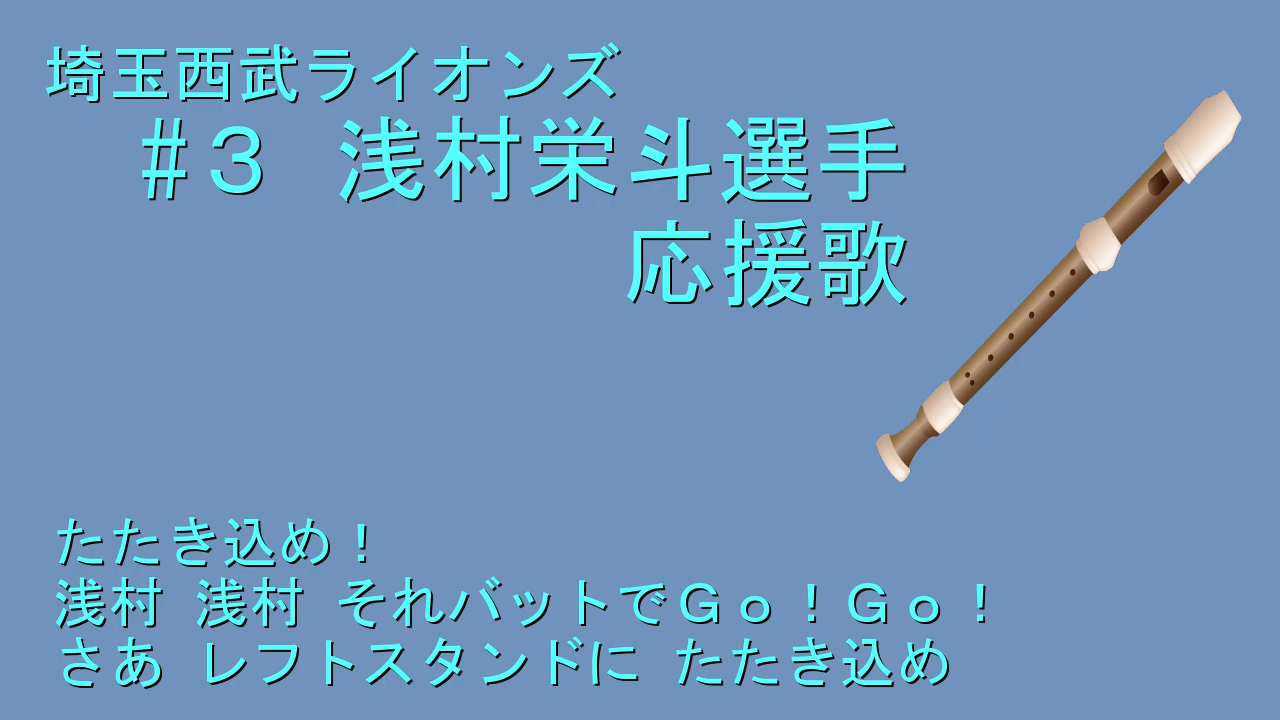 埼玉西武ライオンズ
#3 浅村栄斗選手
応援歌
たたき込め！
浅村 浅村 それバットでＧｏ！Ｇｏ！
さあ レフトスタンドに たたき込め